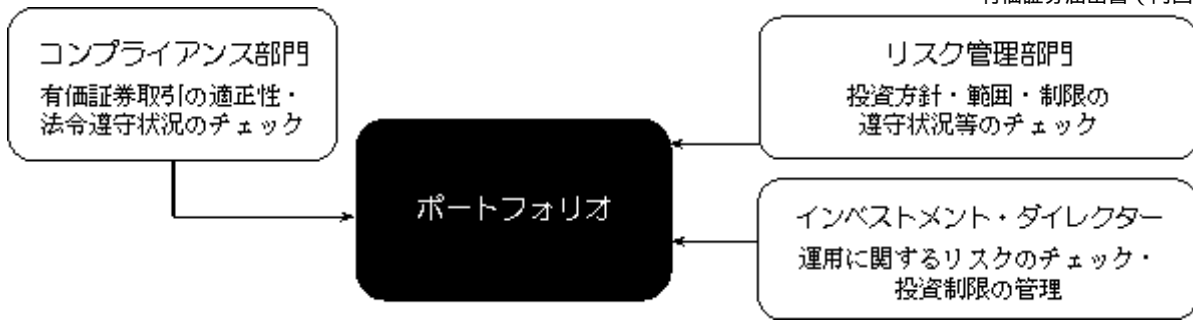 コンプライアンス部門
有価証券取引の適正性・
法令遵守状況のチェック
リスク管理部門
投資方針・範囲・制限の
遵守状況等のチェック
ポートフォリオ
インベストメント・ダイレクター
運用に関するリスクのチェック・
投資制限の管理